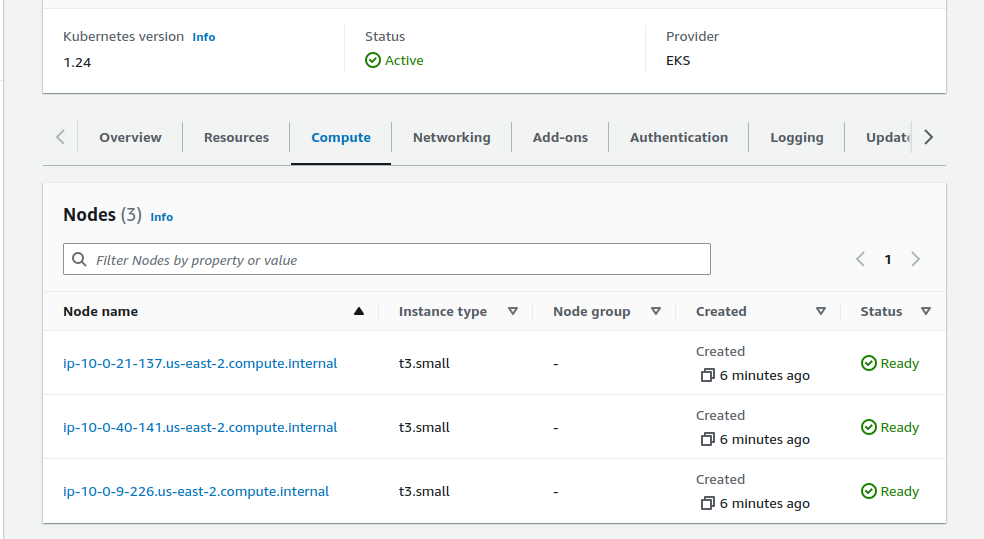 Kubernetes version Info
1.24
Status
Active
Provider
EKS
Overview Resources Compute Networking Add-ons Authentication Logging Updat
Nodes (3) Info
Filter Nodes by property or value
1
Node name Instance type Node group Created Status
ip-10-0-21-137.us-east-2.compute.internal t3.small - Created Ready
6 minutes ago
ip-10-0-40-141.us-east-2.compute.internal t3.small - Created Ready
6 minutes ago
ip-10-0-9-226.us-east-2.compute.internal t3.small - Created Ready
6 minutes ago